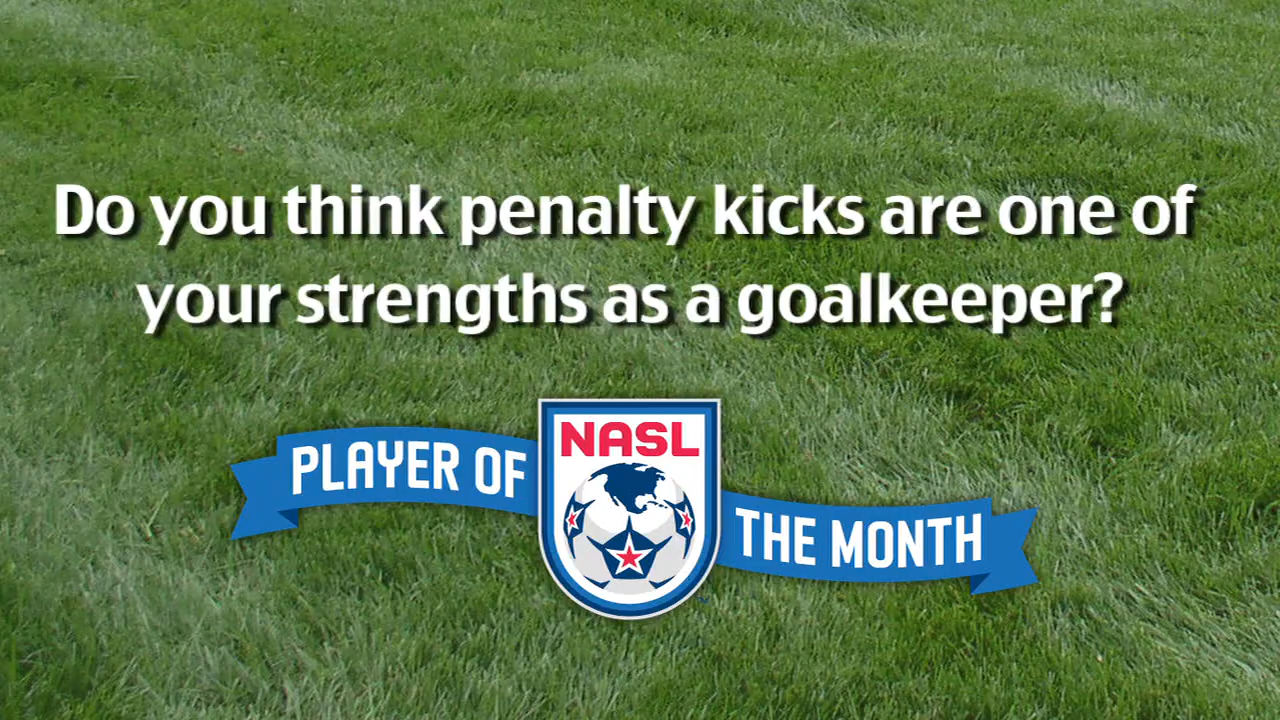 Do you think penalty kicks are one of
your strengths as a goalkeeper?
NASL
PLAYER OF
THE MONTH